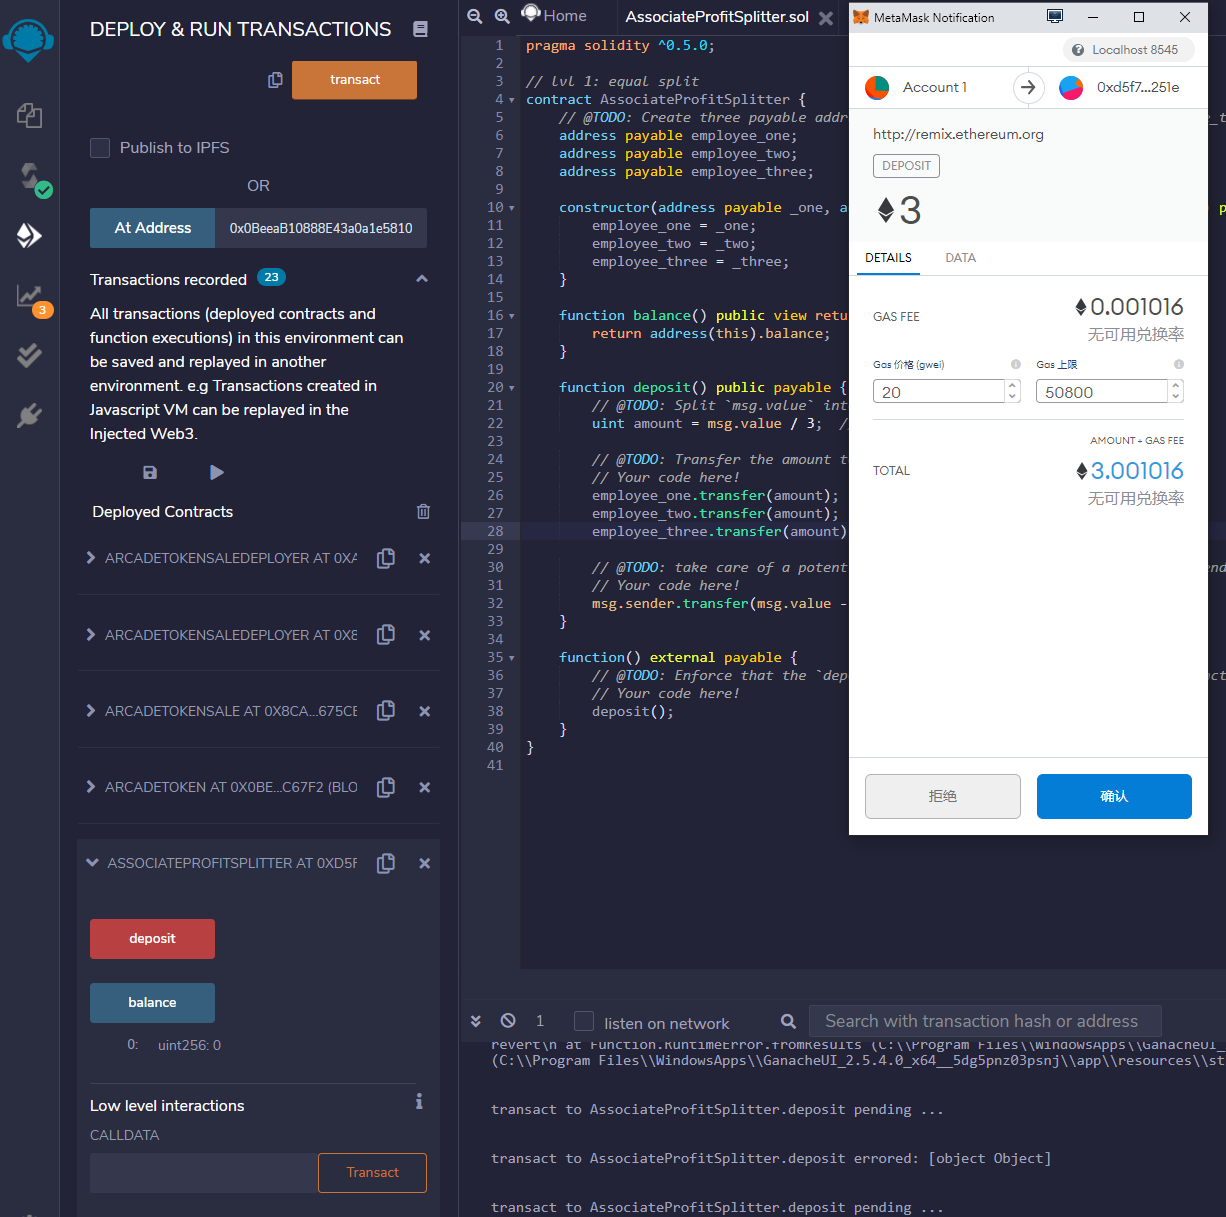 DEPLOY & RUN TRANSACTIONS
transact
Publish to IPFS
OR
At Address
0x0BeeaB10888E43a0a1e5810
Transactions recorded
23
All transactions (deployed contracts and
function executions) in this environment can
be saved and replayed in another
environment. e.g Transactions created in
Javascript VM can be replayed in the
Injected Web3.
3
Deployed Contracts
ARCADETOKENSALEDEPLOYER AT 0XA
ARCADETOKENSALEDEPLOYER AT 0X8
ARCADETOKENSALE AT 0X8CA...675CE
ARCADETOKEN AT 0X0BE...C67F2 (BLO
ASSOCIATEPROFITSPLITTER AT 0XD5F
deposit
balance
0: uint256: 0
Low level interactions
CALLDATA
Transact
Home
AssociateProfitSplitter.sol
1 pragma solidity ^0.5.0;
2
3 // lvl 1: equal split
4 contract AssociateProfitSplitter {
5 // @TODO: Create three payable addr
6 address payable employee_one;
7 address payable employee_two;
8 address payable employee_three;
9
10 constructor(address payable _one, a
11 employee_one = _one;
12 employee_two = _two;
13 employee_three = _three;
14 }
15
16 function balance() public view retu
17 return address(this).balance;
18 }
19
20 function deposit() public payable {
21 // @TODO: Split `msg.value` int
22 uint amount = msg.value / 3; //
23
24 // @TODO: Transfer the amount t
25 // Your code here!
26 employee_one.transfer(amount);
27 employee_two.transfer(amount);
28 employee_three.transfer(amount)
29
30 // @TODO: take care of a potent
31 // Your code here!
32 msg.sender.transfer(msg.value -
33 }
34
35 function() external payable {
36 // @TODO: Enforce that the `dep
37 // Your code here!
38 deposit();
39 }
40 }
41
_t
p
end
ct
MetaMask Notification
Localhost 8545
Account 1
0xd5f7...251e
http://remix.ethereum.org
DEPOSIT
3
DETAILS
DATA
GAS FEE
0.001016
无可用兑换率
Gas 价格 (gwei)
Gas 上限
20
50800
AMOUNT + GAS FEE
TOTAL
3.001016
无可用兑换率
拒绝
确认
1
listen on network
Search with transaction hash or address
revert\n at Function.RuntimeError.fromResults (C:\\Program Files\\WindowsApps\\GanacheUI_
(C:\\Program Files\\WindowsApps\\GanacheUI_2.5.4.0_x64__5dg5pnz03psnj\\app\\resources\\st
transact to AssociateProfitSplitter.deposit pending ...
transact to AssociateProfitSplitter.deposit errored: [object Object]
transact to AssociateProfitSplitter.deposit pending ...